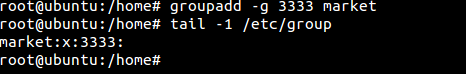 root@ubuntu:/home# groupadd -g 3333 market
root@ubuntu:/home# tail -1 /etc/group
market:x:3333:
root@ubuntu:/home#